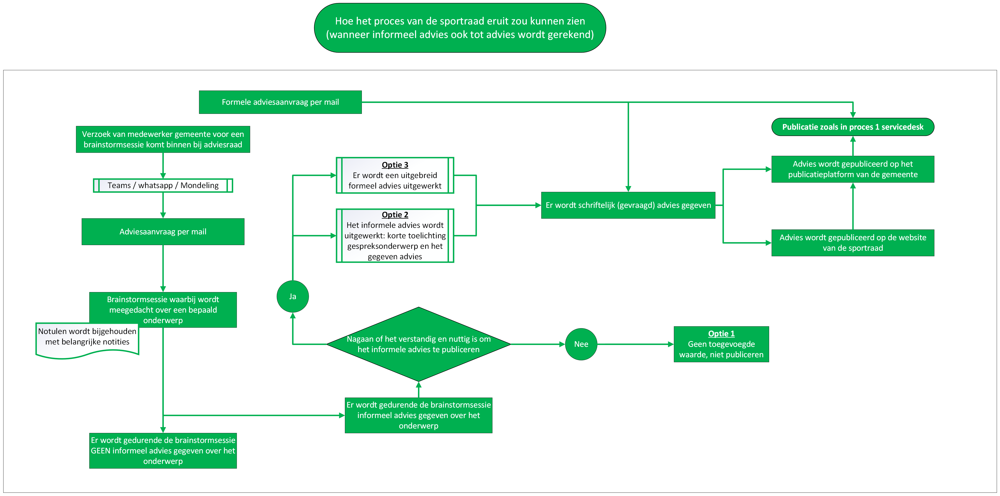 Hoe het proces van de sportraad eruit zou kunnen zien
(wanneer informeel advies ook tot advies wordt gerekend)
Formele adviesaanvraag per mail
Verzoek van medewerker gemeente voor een
brainstormsessie komt binnen bij adviesraad
Teams / whatsapp / Mondeling
Adviesaanvraag per mail
Brainstormsessie waarbij wordt
meegedacht over een bepaald
onderwerp
Notulen wordt bijgehouden
met belangrijke notities
Er wordt gedurende de brainstormsessie
GEEN informeel advies gegeven over het
onderwerp
Er wordt gedurende de brainstormsessie
informeel advies gegeven over het
onderwerp
Nagaan of het verstandig en nuttig is om
het informele advies te publiceren
Ja
Nee
Optie 1
Geen toegevoegde
waarde, niet publiceren
Optie 3
Er wordt een uitgebreid
formeel advies uitgewerkt
Optie 2
Het informele advies wordt
uitgewerkt: korte toelichting
gespreksonderwerp en het
gegeven advies
Er wordt schriftelijk (gevraagd) advies gegeven
Publicatie zoals in proces 1 servicedesk
Advies wordt gepubliceerd op het
publicatieplatform van de gemeente
Advies wordt gepubliceerd op de website
van de sportraad